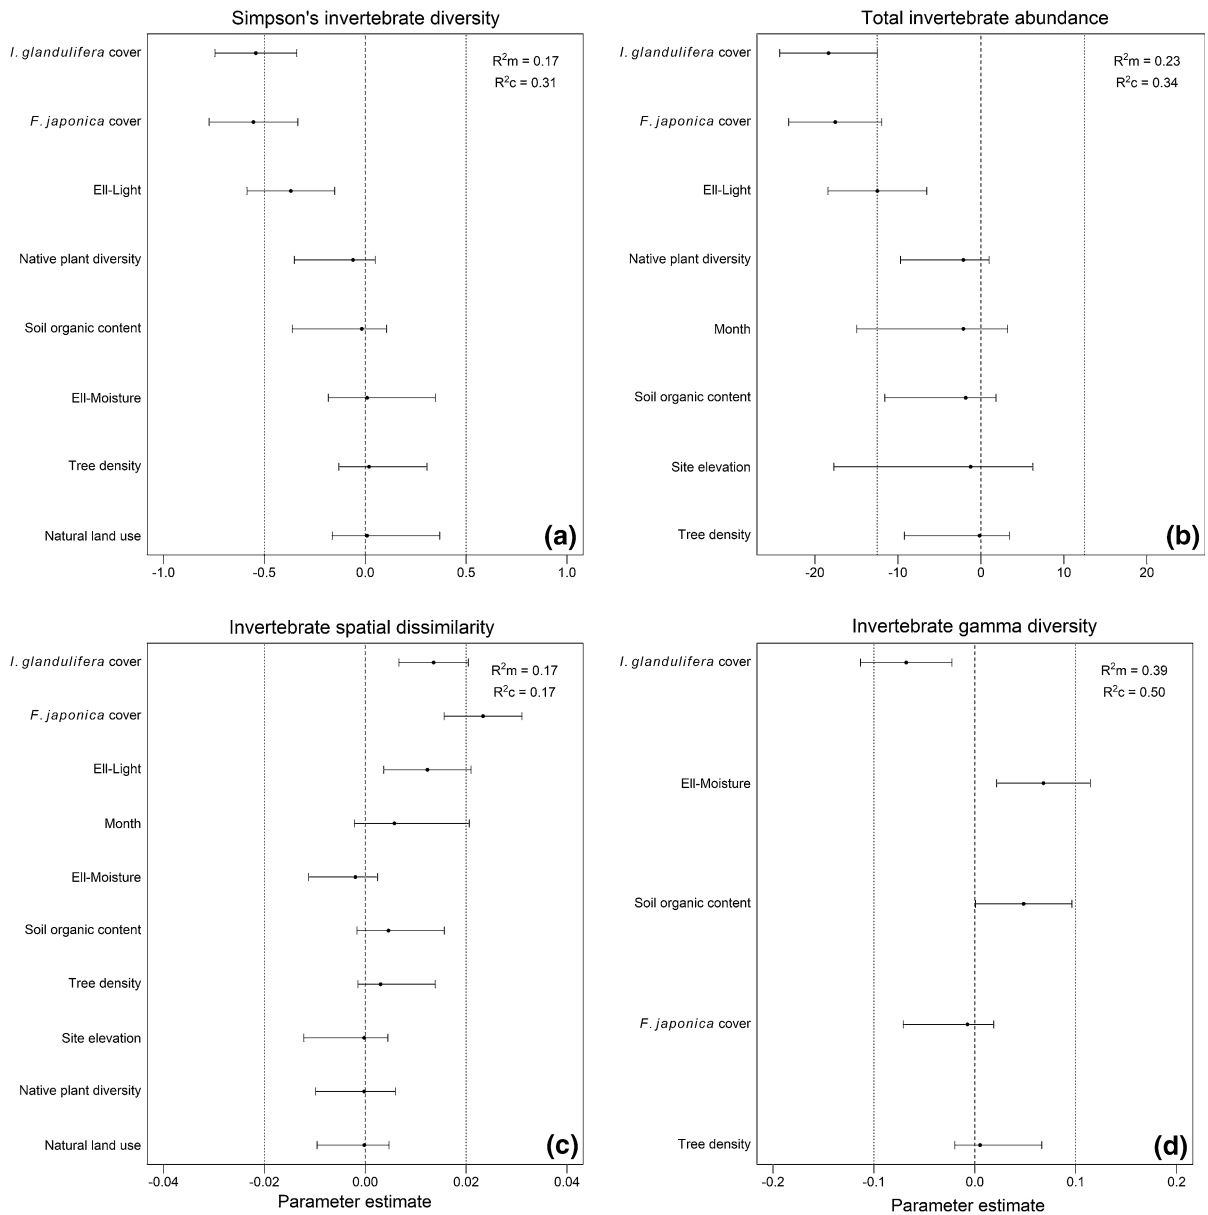 Simpson's invertebrate diversity
I. glandulifera cover
F. japonica cover
Ell-Light
Native plant diversity
Soil organic content
Ell-Moisture
Tree density
Natural land use
R²m = 0.17
R²c = 0.31
(a)
-1.0 -0.5 0.0 0.5 1.0
Total invertebrate abundance
I. glandulifera cover
F. japonica cover
Ell-Light
Native plant diversity
Month
Soil organic content
Site elevation
Tree density
R²m = 0.23
R²c = 0.34
(b)
-20 -10 0 10 20
Invertebrate spatial dissimilarity
I. glandulifera cover
F. japonica cover
Ell-Light
Month
Ell-Moisture
Soil organic content
Tree density
Site elevation
Native plant diversity
Natural land use
R²m = 0.17
R²c = 0.17
(c)
-0.04 -0.02 0.00 0.02 0.04
Parameter estimate
Invertebrate gamma diversity
I. glandulifera cover
Ell-Moisture
Soil organic content
F. japonica cover
Tree density
R²m = 0.39
R²c = 0.50
(d)
-0.2 -0.1 0.0 0.1 0.2
Parameter estimate